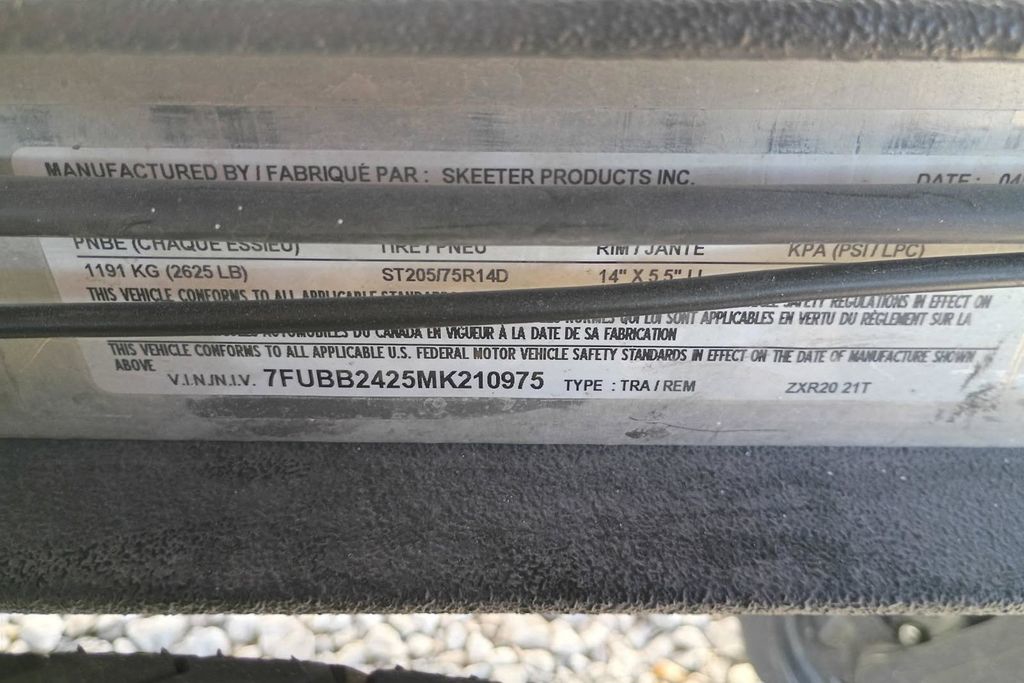 MANUFACTURED BY / FABRIQUÉ PAR : SKEETER PRODUCTS INC. DATE : 04
PNBE (CHAQUE ESSIEU) TIRE / PNEU RIM / JANTE KPA (PSI / LPC)
1191 KG (2625 LB) ST205/75R14D 14" X 5.5"
THIS VEHICLE CONFORMS TO ALL APPLICABLE SAFETY REGULATIONS IN EFFECT ON
NORMES QUI LUI SONT APPLICABLES EN VERTU DU RÈGLEMENT SUR LA
AUTOMOBILES DU CANADA EN VIGUEUR À LA DATE DE SA FABRICATION
THIS VEHICLE CONFORMS TO ALL APPLICABLE U.S. FEDERAL MOTOR VEHICLE SAFETY STANDARDS IN EFFECT ON THE DATE OF MANUFACTURE SHOWN
ABOVE
V.I.N./N.I.V. 7FUBB2425MK210975 TYPE : TRA / REM ZXR20 21T